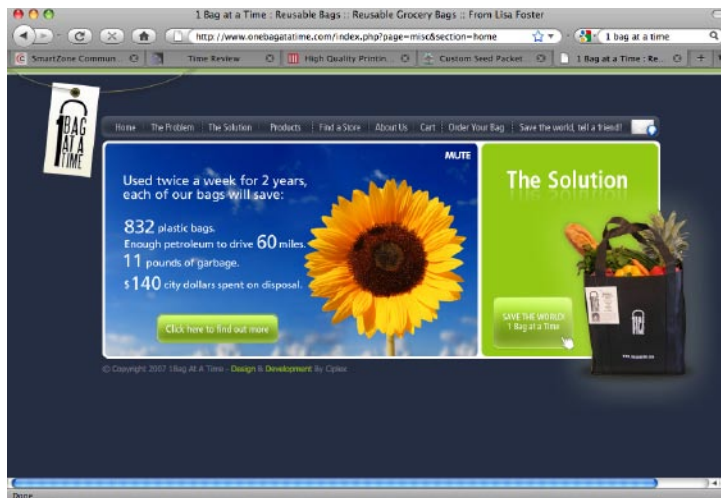 1 Bag at a Time : Reusable Bags :: Reusable Grocery Bags :: From Lisa Foster
http://www.onebagatatime.com/index.php?page=misc&section=home
1 bag at a time
SmartZone Commun...
Time Review
High Quality Printin...
Custom Seed Packet...
1 Bag at a Time : Re...
1BAG
AT A
TIME
Home
The Problem
The Solution
Products
Find a Store
About Us
Cart
Order Your Bag
Save the world, tell a friend!
MUTE
Used twice a week for 2 years,
each of our bags will save:
832 plastic bags.
Enough petroleum to drive 60 miles.
11 pounds of garbage.
$140 city dollars spent on disposal.
Click here to find out more
The Solution
SAVE THE WORLD!
1 Bag at a Time
© Copyright 2007 1Bag At A Time - Design & Development By Ciplex
Done